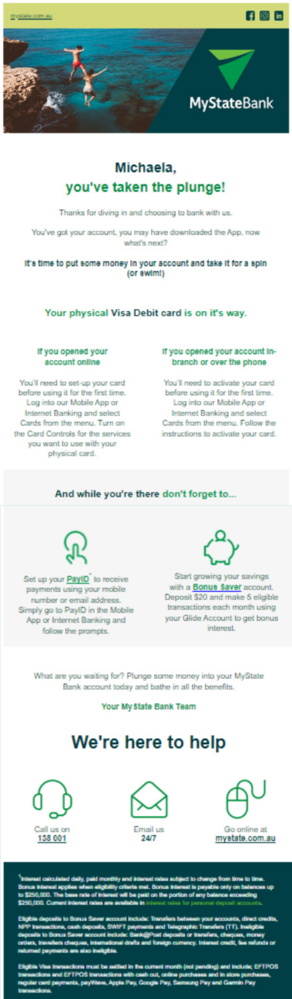 mystate.com.au
MyStateBank
Michaela,
you've taken the plunge!
Thanks for diving in and choosing to bank with us.
You've got your account, you may have downloaded the App, now
what's next?
It's time to put some money in your account and take it for a spin
(or swim!)
Your physical Visa Debit card is on it's way.
If you opened your
account online
You'll need to set-up your card
before using it for the first time.
Log into our Mobile App or
Internet Banking and select
Cards from the menu. Turn on
the Card Controls for the services
you want to use with your
physical card.
If you opened your account in-
branch or over the phone
You'll need to activate your card
before using it for the first time.
Log into our Mobile App or
Internet Banking and select
Cards from the menu. Follow the
instructions to activate your card.
And while you're there don't forget to...
Set up your PayID* to receive
payments using your mobile
number or email address.
Simply go to PayID in the Mobile
App or Internet Banking and
follow the prompts.
Start growing your savings
with a Bonus Saver account.
Deposit $20 and make 5 eligible
transactions each month using
your Glide Account to get bonus
interest.
What are you waiting for? Plunge some money into your MyState
Bank account today and bathe in all the benefits.
Your MyState Bank Team
We're here to help
Call us on
138 001
Email us
24/7
Go online at
mystate.com.au
¹Interest calculated daily, paid monthly and interest rates subject to change from time to time.
Bonus interest applies when eligibility criteria met. Bonus interest is payable only on balances up
to $250,000. The base rate of interest will be paid on the portion of any balance exceeding
$250,000. Current interest rates are available in interest rates for personal deposit accounts.
Eligible deposits to Bonus Saver account include: Transfers between your accounts, direct credits,
NPP transactions, cash deposits, SWIFT payments and Telegraphic Transfers (TT). Ineligible
deposits to Bonus Saver account include: Bank@Post deposits or transfers, cheques, money
orders, travellers cheques, international drafts and foreign currency. Interest credit, fee refunds or
returned payments are also ineligible.
Eligible Visa transactions must be settled in the current month (not pending) and include; EFTPOS
transactions and EFTPOS transactions with cash out, online purchases and in store purchases,
regular card payments, payWave, Apple Pay, Google Pay, Samsung Pay and Garmin Pay
transactions.